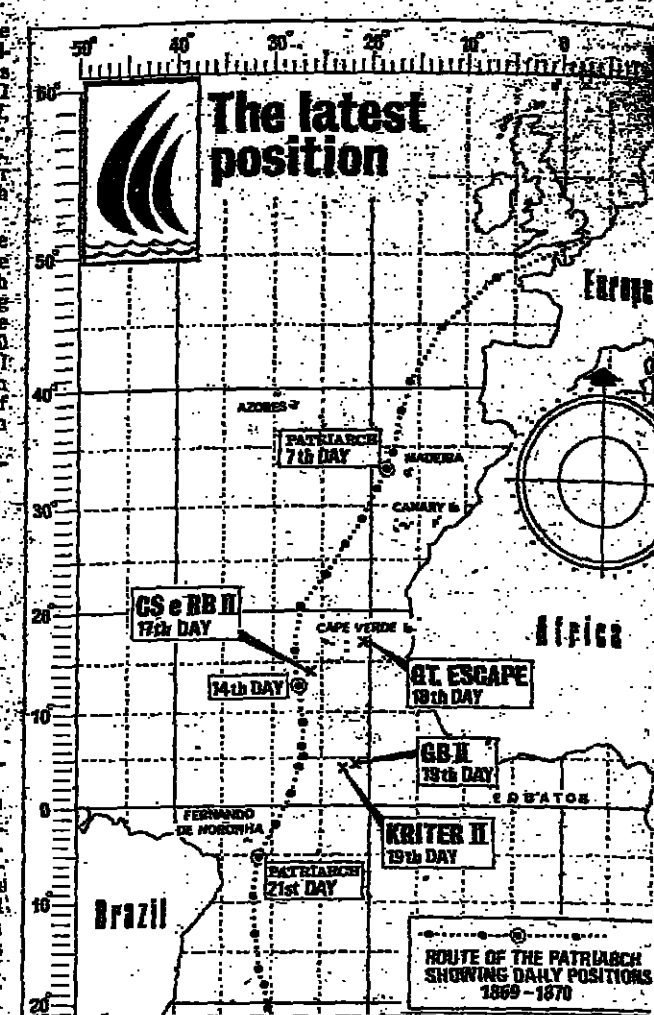 50° 40° 30° 20° 10° 0
The latest
position
60°
50°
Europe
40°
AZORES
PATRIARCH
7th DAY
MADEIRA
CANARY Is
30°
CS e RB II
17th DAY
20°
CAPE VERDE Is
Africa
GT. ESCAPE
18th DAY
14th DAY
10°
GB II
19th DAY
EQUATOR
0
FERNANDO
DE NORONHA
KRITER II
19th DAY
PATRIARCH
21st DAY
10°
Brazil
ROUTE OF THE PATRIARCH
SHOWING DAILY POSITIONS
1869-1870
20°